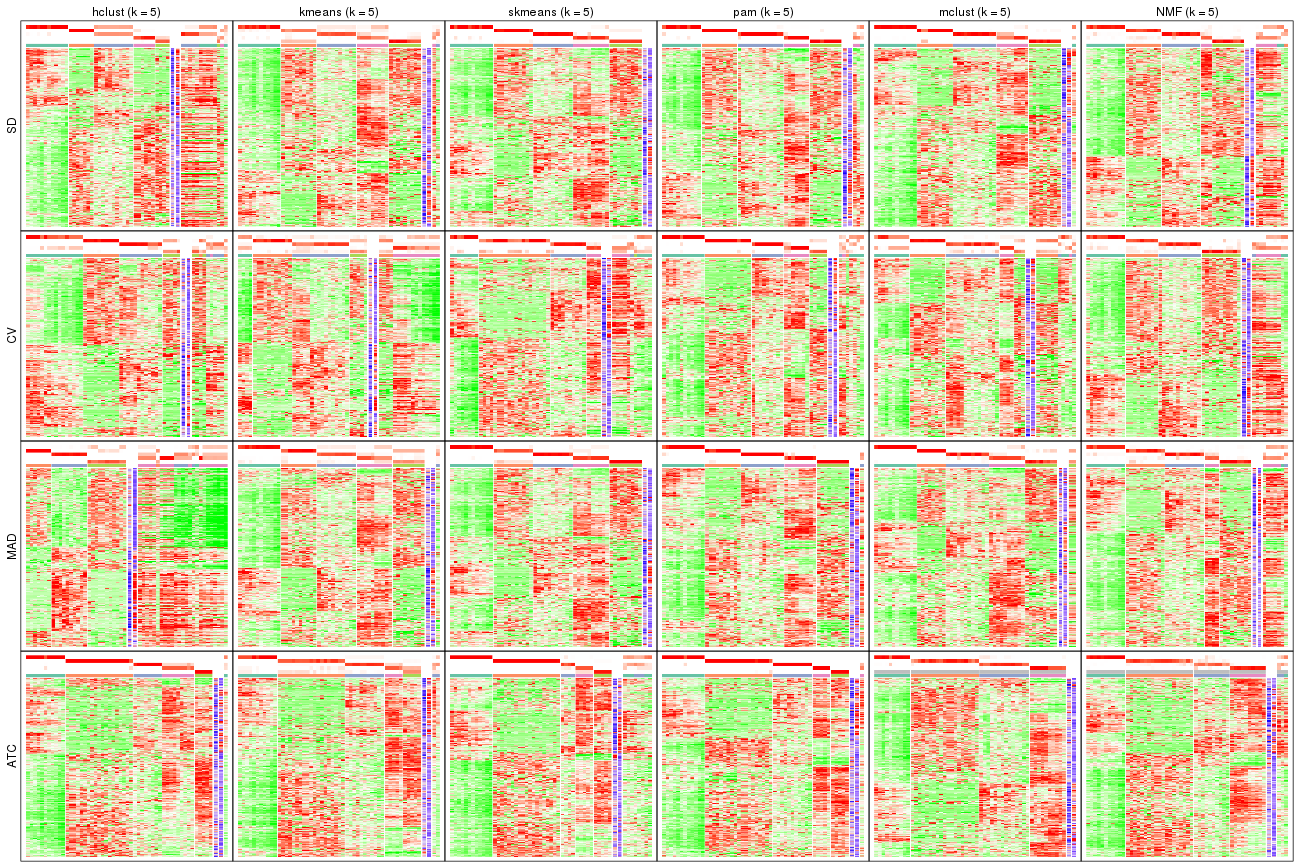 hclust (k = 5) kmeans (k = 5) skmeans (k = 5) pam (k = 5) mclust (k = 5) NMF (k = 5)
SD
CV
MAD
ATC